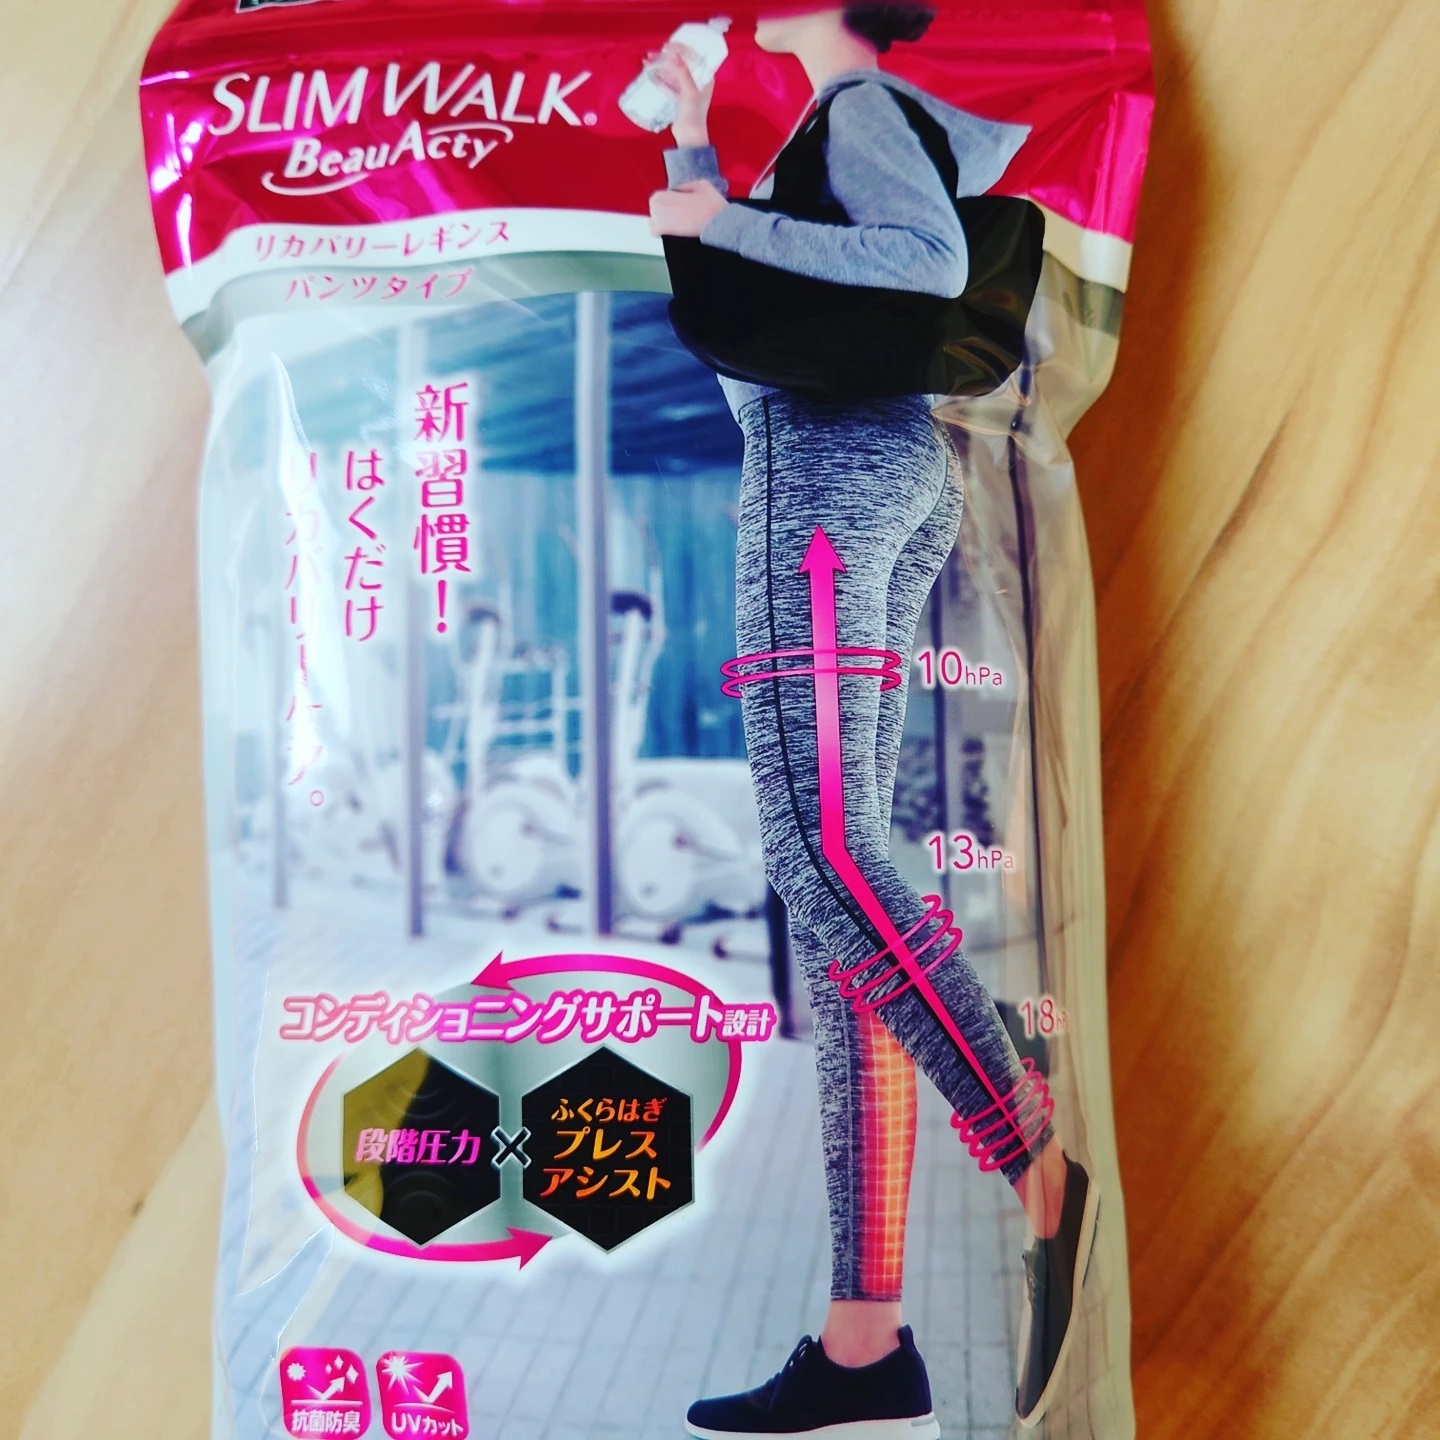 SLIM WALK®
BeauActy
リカバリーレギンス
パンツタイプ
新習慣！
はくだけ
10hPa
13hPa
コンディショニングサポート設計
段階圧力×ふくらはぎ
プレス
アシスト
抗菌防臭
UVカット